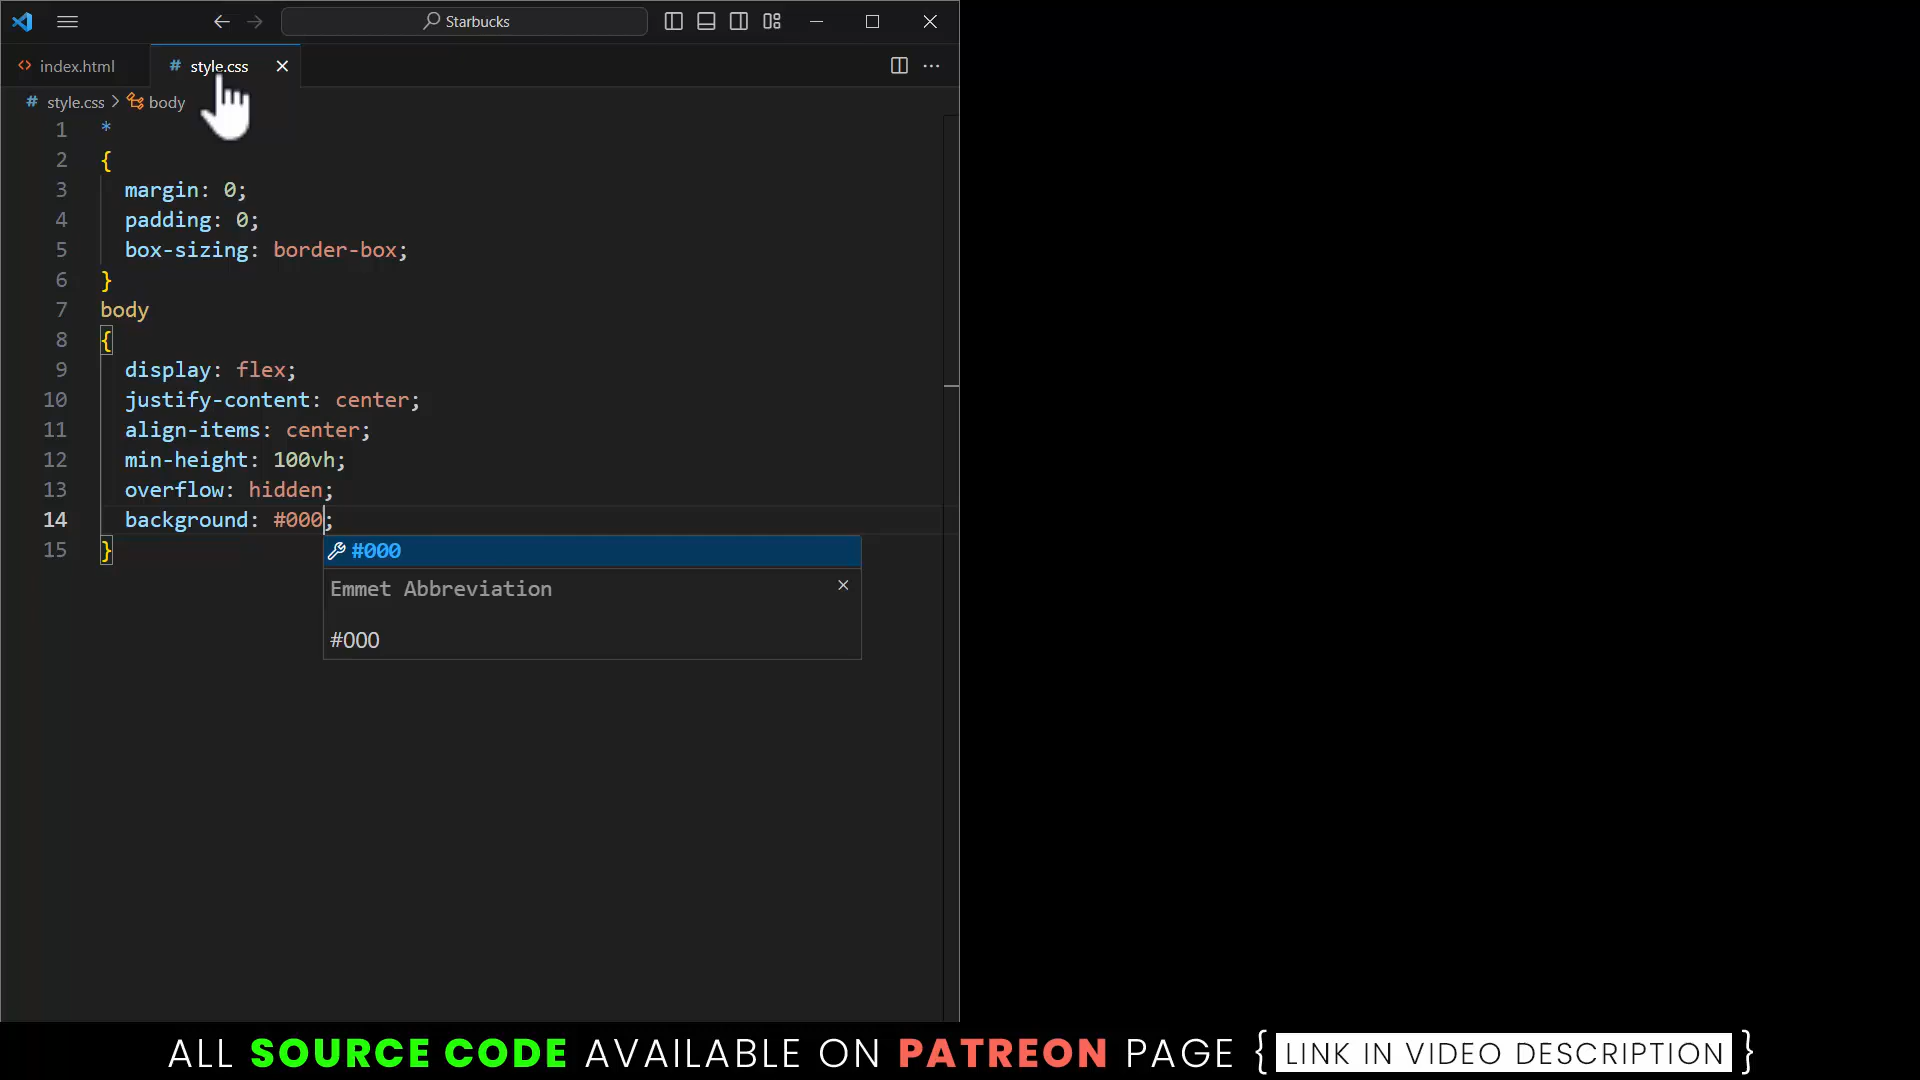 Starbucks
index.html
# style.css
# style.css > body
1 *
2 {
3 margin: 0;
4 padding: 0;
5 box-sizing: border-box;
6 }
7 body
8 {
9 display: flex;
10 justify-content: center;
11 align-items: center;
12 min-height: 100vh;
13 overflow: hidden;
14 background: #000;
15 }
#000
Emmet Abbreviation
#000
ALL SOURCE CODE AVAILABLE ON PATREON PAGE { LINK IN VIDEO DESCRIPTION }